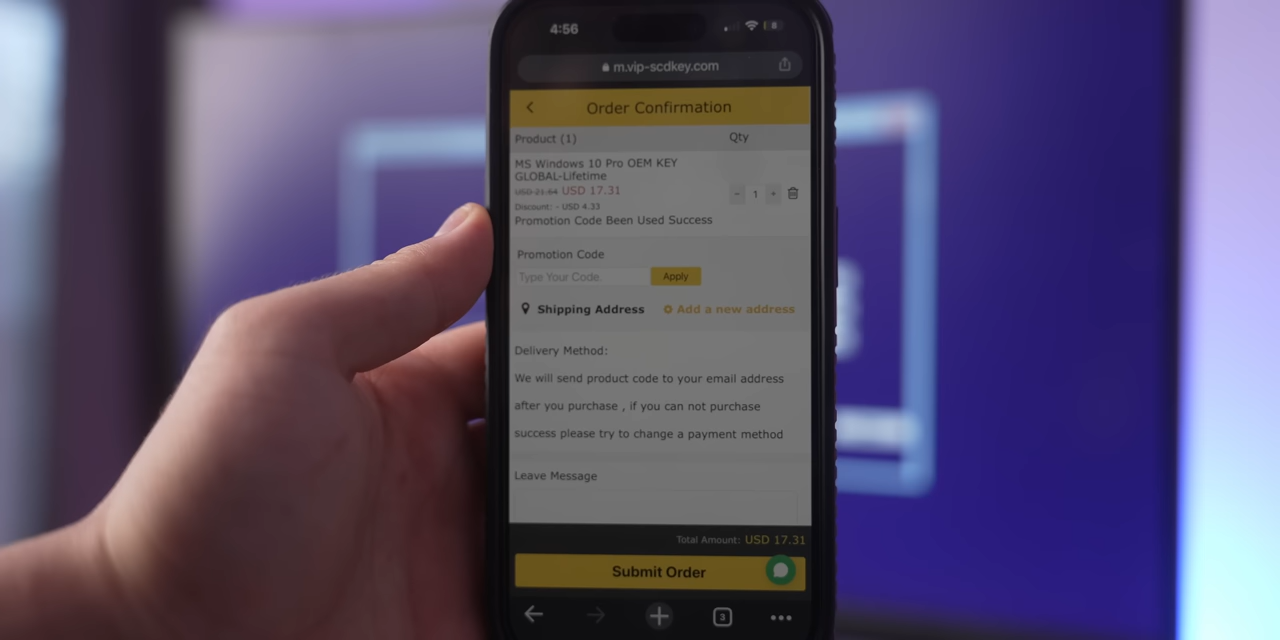 4:56
8
m.vip-scdkey.com
Order Confirmation
Product (1)
Qty
MS Windows 10 Pro OEM KEY
GLOBAL-Lifetime
USD 21.64 USD 17.31
Discount: - USD 4.33
- 1 +
Promotion Code Been Used Success
Promotion Code
Type Your Code.
Apply
Shipping Address
Add a new address
Delivery Method:
We will send product code to your email address
after you purchase , if you can not purchase
success please try to change a payment method
Leave Message
Total Amount: USD 17.31
Submit Order
3